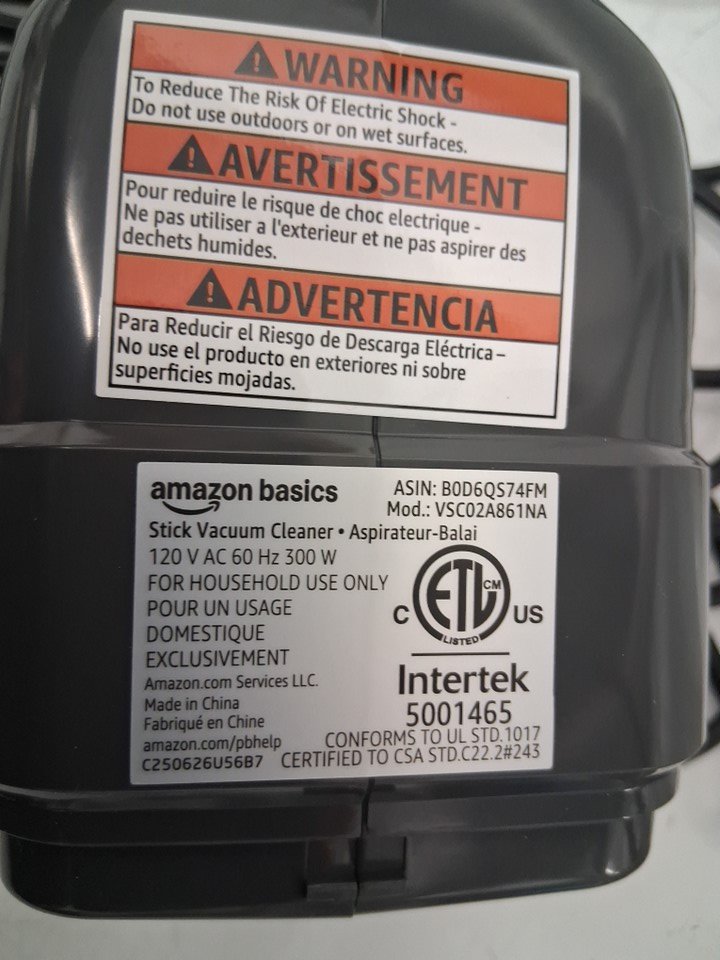 WARNING
To Reduce The Risk Of Electric Shock -
Do not use outdoors or on wet surfaces.
AVERTISSEMENT
Pour reduire le risque de choc electrique -
Ne pas utiliser a l'exterieur et ne pas aspirer des
dechets humides.
ADVERTENCIA
Para Reducir el Riesgo de Descarga Eléctrica –
No use el producto en exteriores ni sobre
superficies mojadas.
amazon basics
ASIN: B0D6QS74FM
Mod.: VSC02A861NA
Stick Vacuum Cleaner • Aspirateur-Balai
120 V AC 60 Hz 300 W
FOR HOUSEHOLD USE ONLY
POUR UN USAGE
DOMESTIQUE
EXCLUSIVEMENT
Amazon.com Services LLC.
Made in China
Fabriqué en Chine
amazon.com/pbhelp
C250626U56B7
C ETL CM US
LISTED
Intertek
5001465
CONFORMS TO UL STD.1017
CERTIFIED TO CSA STD.C22.2#243